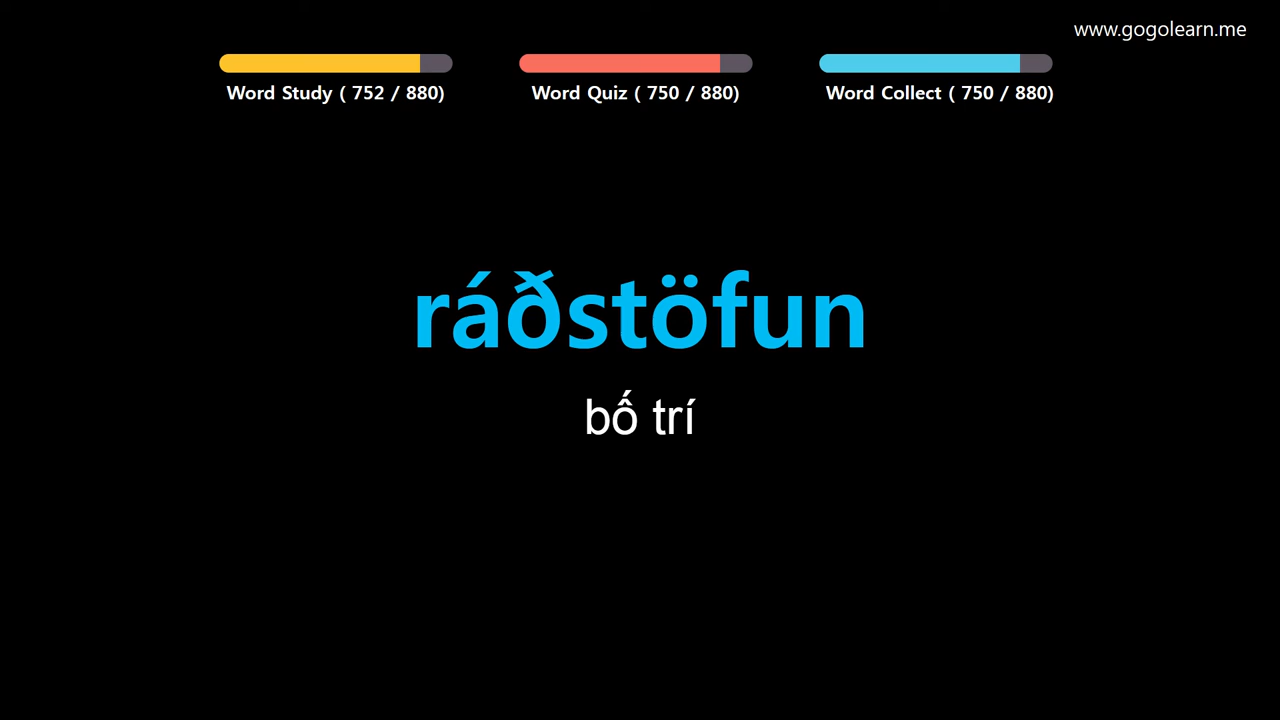 www.gogolearn.me
Word Study ( 752 / 880)
Word Quiz ( 750 / 880)
Word Collect ( 750 / 880)
ráðstöfun
bố trí